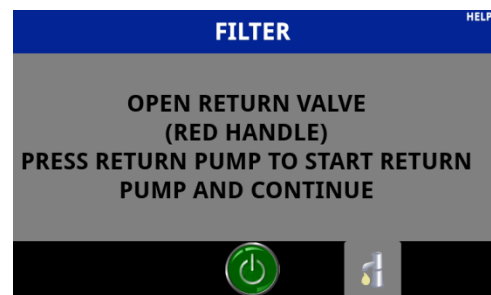 FILTER
HELP
OPEN RETURN VALVE
(RED HANDLE)
PRESS RETURN PUMP TO START RETURN
PUMP AND CONTINUE